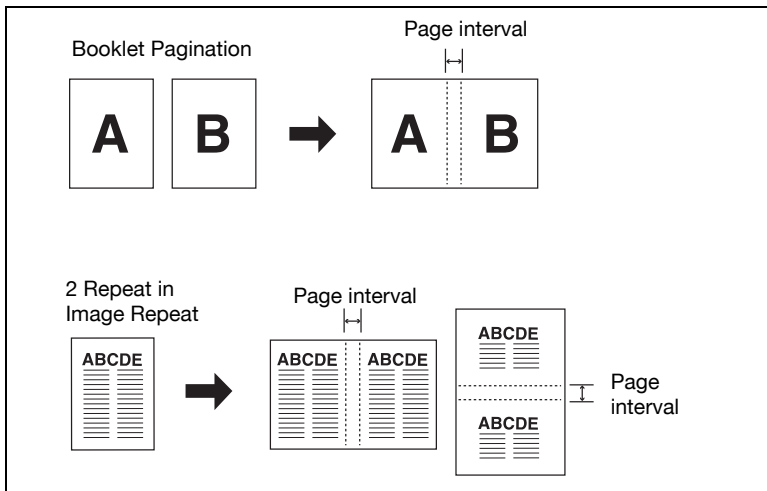 Booklet Pagination
Page interval
A
B
A
B
2 Repeat in
Image Repeat
Page interval
ABCDE
ABCDE
ABCDE
ABCDE
Page
interval
ABCDE